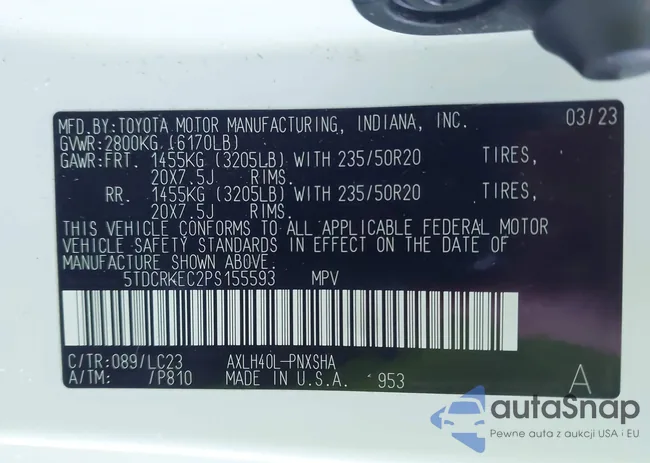 MFD.BY:TOYOTA MOTOR MANUFACTURING, INDIANA, INC. 03/23
GVWR:2800KG (6170LB)
GAWR:FRT. 1455KG (3205LB) WITH 235/50R20 TIRES,
20X7.5J RIMS.
RR. 1455KG (3205LB) WITH 235/50R20 TIRES,
20X7.5J RIMS.
THIS VEHICLE CONFORMS TO ALL APPLICABLE FEDERAL MOTOR
VEHICLE SAFETY STANDARDS IN EFFECT ON THE DATE OF
MANUFACTURE SHOWN ABOVE.
5TDCRKEC2PS155593 MPV
C/TR:089/LC23 AXLH40L-PNXSHA
A/TM: /P810 MADE IN U.S.A. 953 A
autaSnap
Pewne auta z aukcji USA i EU